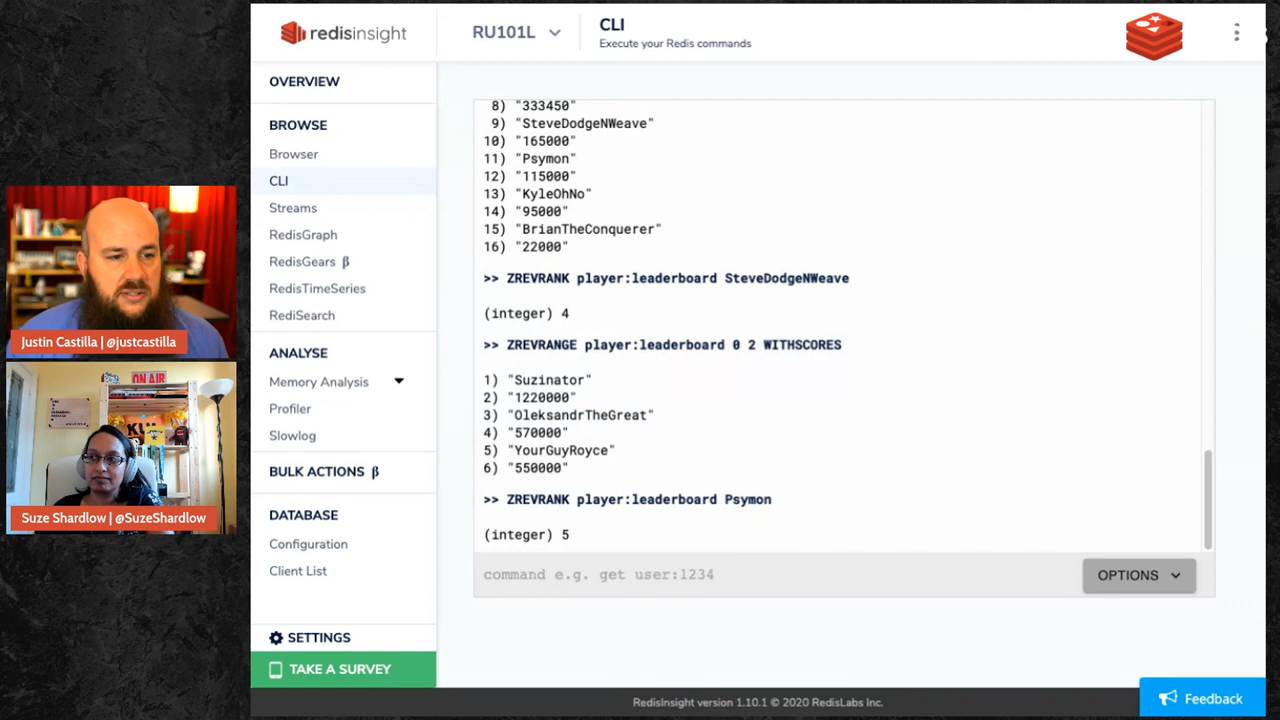 redisinsight
RU101L
CLI
Execute your Redis commands
OVERVIEW
BROWSE
Browser
CLI
Streams
RedisGraph
RedisGears β
RedisTimeSeries
RediSearch
ANALYSE
Memory Analysis
Profiler
Slowlog
BULK ACTIONS β
DATABASE
Configuration
Client List
SETTINGS
TAKE A SURVEY
8) "333450"
9) "SteveDodgeNWeave"
10) "165000"
11) "Psymon"
12) "115000"
13) "KyleOhNo"
14) "95000"
15) "BrianTheConquerer"
16) "22000"
>> ZREVRANK player:leaderboard SteveDodgeNWeave
(integer) 4
>> ZREVRANGE player:leaderboard 0 2 WITHSCORES
1) "Suzinator"
2) "1220000"
3) "OleksandrTheGreat"
4) "570000"
5) "YourGuyRoyce"
6) "550000"
>> ZREVRANK player:leaderboard Psymon
(integer) 5
command e.g. get user:1234
OPTIONS
RedisInsight version 1.10.1 © 2020 RedisLabs Inc.
Feedback
Justin Castilla | @justcastilla
ON AIR
Suze Shardlow | @SuzeShardlow